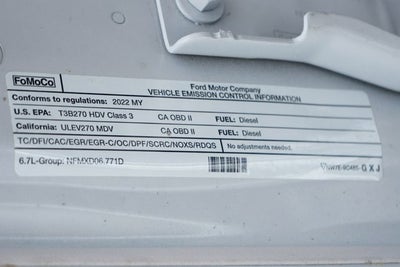 FoMoCo
Ford Motor Company
VEHICLE EMISSION CONTROL INFORMATION
Conforms to regulations: 2022 MY
U.S. EPA: T3B270 HDV Class 3 CA OBD II FUEL: Diesel
California: ULEV270 MDV CA OBD II FUEL: Diesel
TC/DFI/CAC/EGR/EGR-C/OC/DPF/SCRC/NOXS/RDQS No adjustments needed.
6.7L-Group: NFMXD06.771D G X J